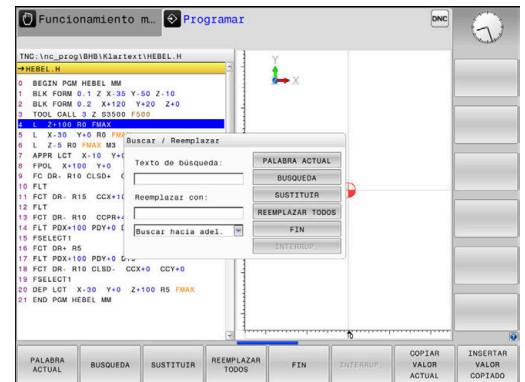 Funcionamiento m…
Programar
DNC
TNC:\nc_prog\BHB\Klartext\HEBEL.H
→HEBEL.H
0 BEGIN PGM HEBEL MM
1 BLK FORM 0.1 Z X-35 Y-50 Z-10
2 BLK FORM 0.2 X+120 Y+20 Z+0
3 TOOL CALL 3 Z S3500 F500
4 L Z+100 R0 FMAX
5 L X-30 Y+0 R0 FMA
6 L Z-5 R0 FMAX M3
7 APPR LCT X-10 Y+0
8 FPOL X+100 Y+0
9 FC DR- R10 CLSD+
10 FLT
11 FCT DR- R15 CCX+10
12 FLT
13 FCT DR- R10 CCPR+4
14 FLT PDX+100 PDY+0 D15
15 FSELECT1
16 FCT DR+ R5
17 FLT PDX+100 PDY+0 D15
18 FCT DR- R10 CLSD- CCX+0 CCY+0
19 FSELECT1
20 DEP LCT X-30 Y+0 Z+100 R5 FMAX
21 END PGM HEBEL MM
Y
X
Buscar / Reemplazar
Texto de búsqueda:
Reemplazar con:
Buscar hacia adel.
PALABRA ACTUAL
BUSQUEDA
SUSTITUIR
REEMPLAZAR TODOS
FIN
INTERRUP.
PALABRA ACTUAL
BUSQUEDA
SUSTITUIR
REEMPLAZAR TODOS
FIN
INTERRUP.
COPIAR VALOR ACTUAL
INSERTAR VALOR COPIADO